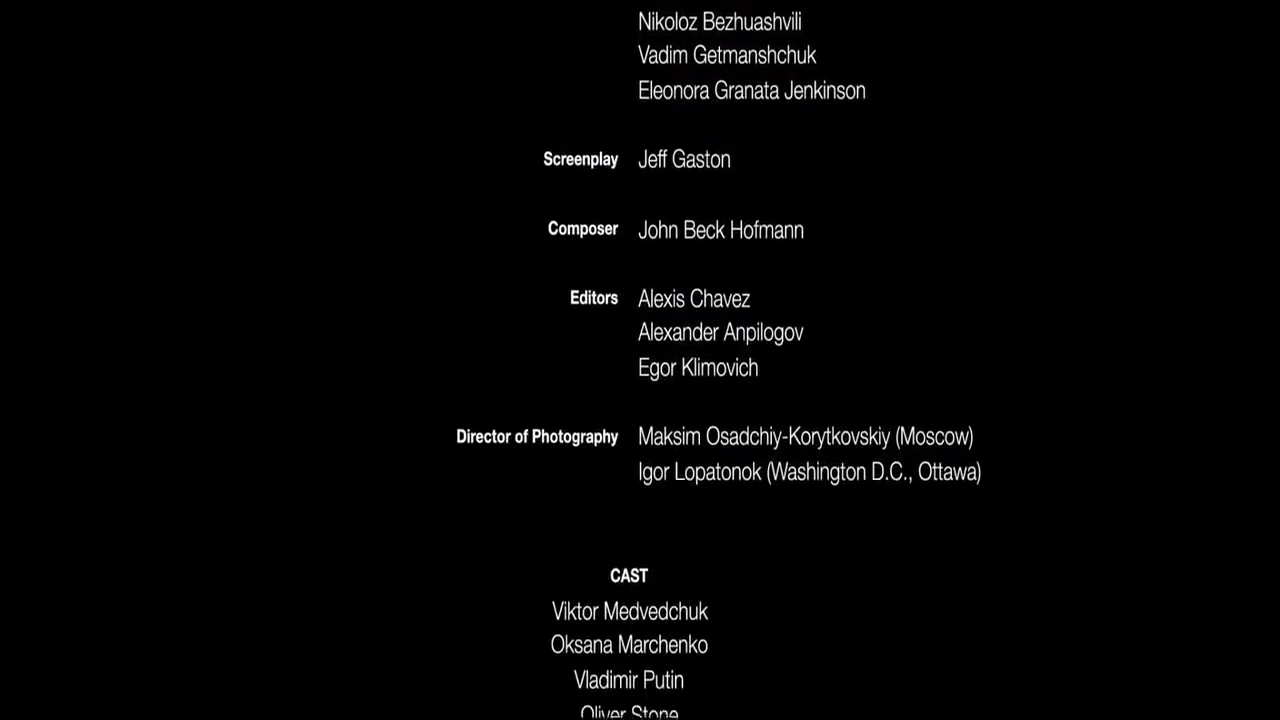 Nikoloz Bezhuashvili
Vadim Getmanshchuk
Eleonora Granata Jenkinson
Screenplay Jeff Gaston
Composer John Beck Hofmann
Editors Alexis Chavez
Alexander Anpilogov
Egor Klimovich
Director of Photography Maksim Osadchiy-Korytkovskiy (Moscow)
Igor Lopatonok (Washington D.C., Ottawa)
CAST
Viktor Medvedchuk
Oksana Marchenko
Vladimir Putin
Oliver Stone